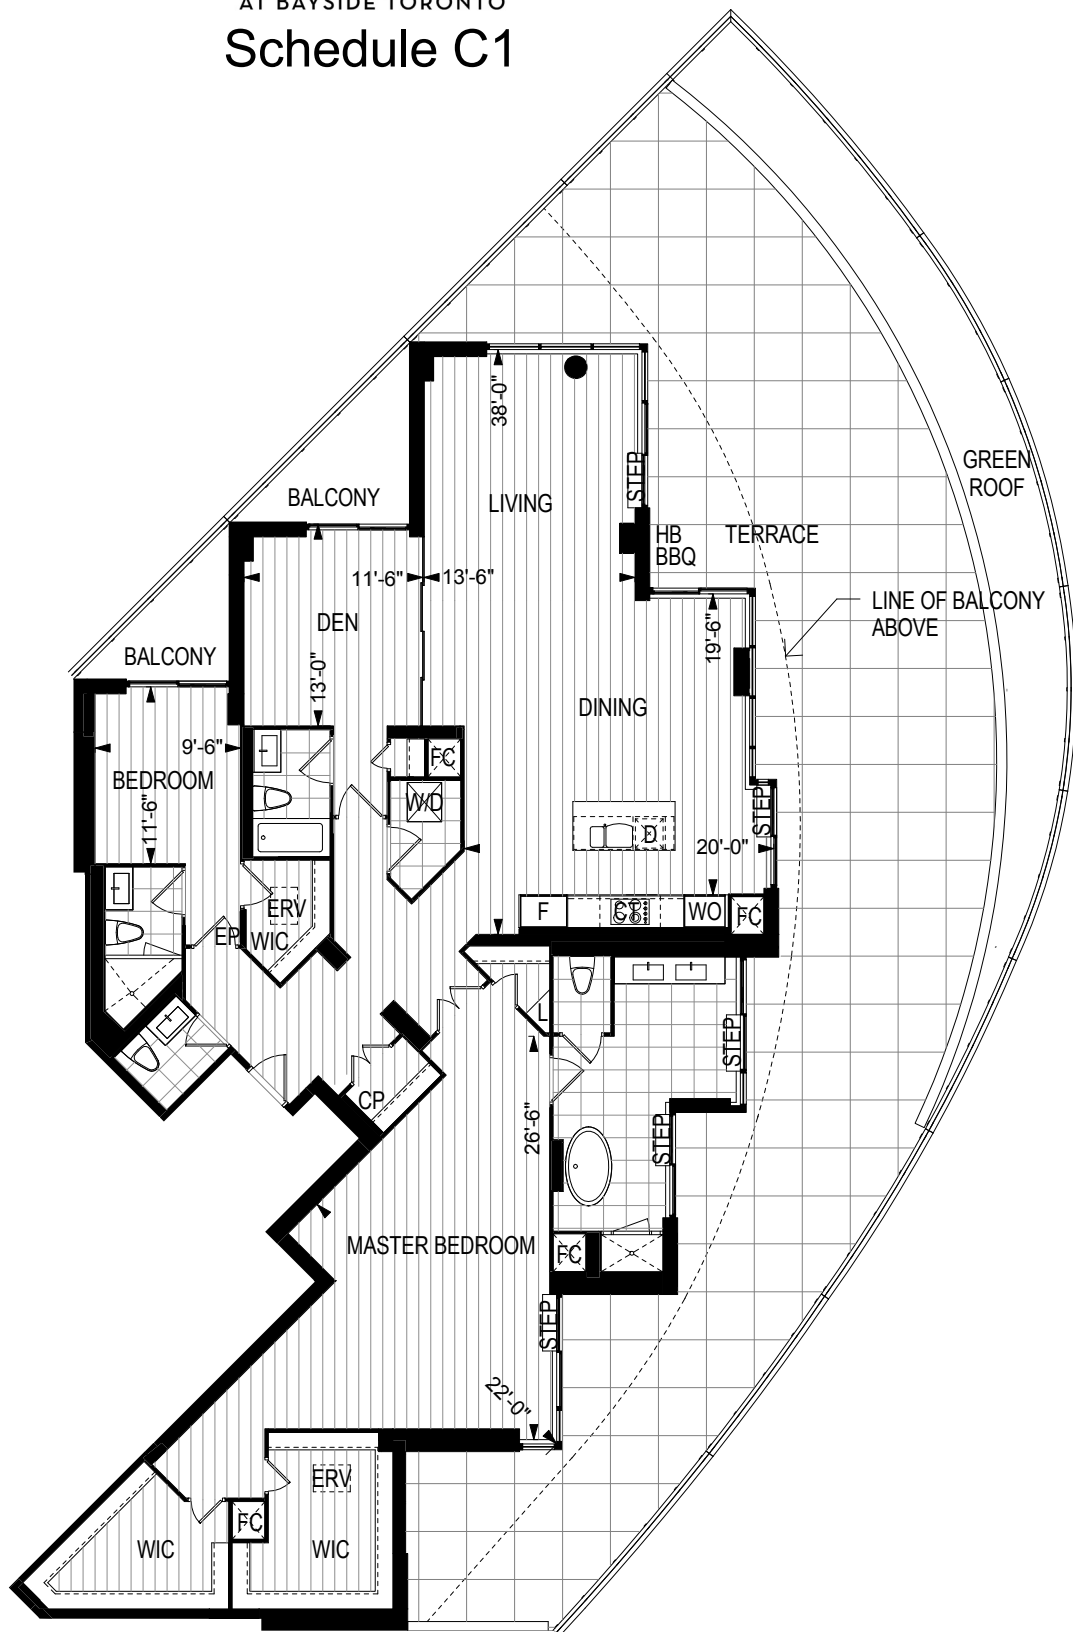 AT BAYSIDE TORONTO
Schedule C1
GREEN
ROOF
38'-0"
STEP
BALCONY
LIVING
HB
BBQ
TERRACE
11'-6"
13'-6"
LINE OF BALCONY
ABOVE
DEN
19'-6"
BALCONY
13'-0"
DINING
9'-6"
FC
BEDROOM
W/D
11'-6"
STEP
D
20'-0"
ERV
F
CT
WO
FC
EP
WIC
L
STEP
CP
26'-6"
STEP
MASTER BEDROOM
FC
STEP
22'-0"
ERV
FC
WIC
WIC